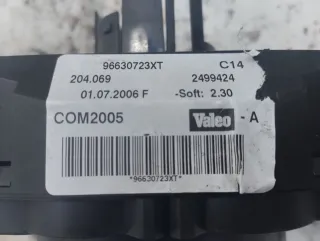 96630723XT C14
204.069 2499424
01.07.2006 F -Soft: 2.30
COM2005 Valeo - A
*96630723XT*